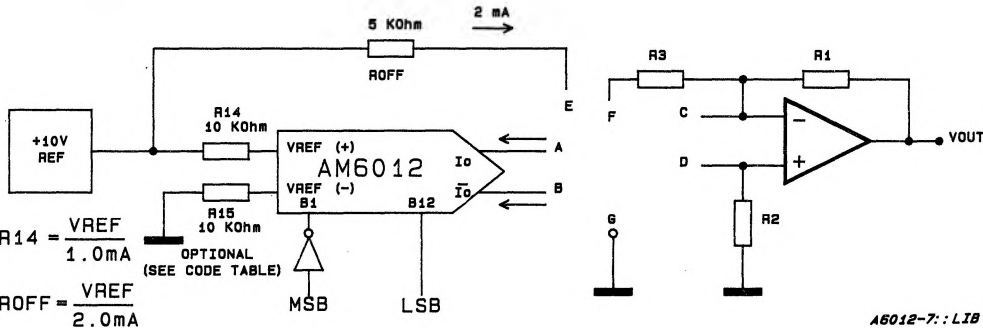 5 KOhm
2 mA
ROFF
E
R3
R1
F
C
R14
10 KOhm
+10V
REF
VREF (+)
AM6012
Io
A
VREF (-)
Io
B
B1
B12
R15
10 KOhm
D
VOUT
R2
G
R14 = VREF
1.0mA
OPTIONAL
(SEE CODE TABLE)
MSB
LSB
ROFF = VREF
2.0mA
A6012-7::LIB
-
+